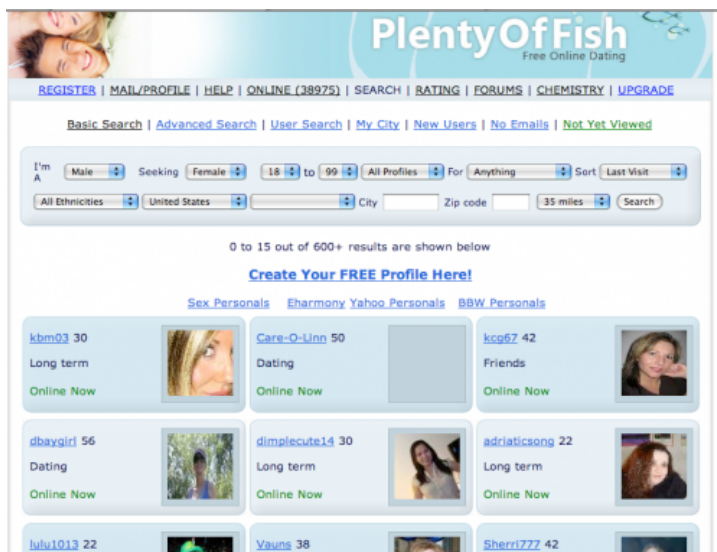 PlentyOfFish
Free Online Dating
REGISTER | MAIL/PROFILE | HELP | ONLINE (38975) | SEARCH | RATING | FORUMS | CHEMISTRY | UPGRADE
Basic Search | Advanced Search | User Search | My City | New Users | No Emails | Not Yet Viewed
I'm A Male Seeking Female 18 to 99 All Profiles For Anything Sort Last Visit
All Ethnicities United States City Zip code 35 miles Search
0 to 15 out of 600+ results are shown below
Create Your FREE Profile Here!
Sex Personals Eharmony Yahoo Personals BBW Personals
kbm03 30
Long term
Online Now
Care-O-Linn 50
Dating
Online Now
kcg67 42
Friends
Online Now
dbaygirl 56
Dating
Online Now
dimplecute14 30
Long term
Online Now
adriaticsong 22
Long term
Online Now
lulu1013 22
Vauns 38
Sherri777 42